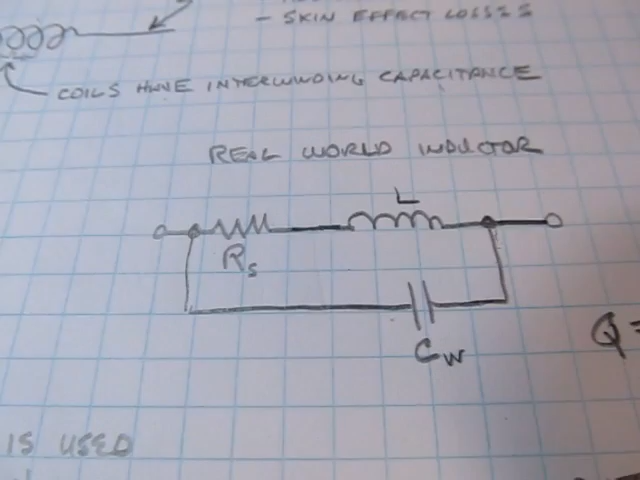 - SKIN EFFECT LOSSES
COILS HAVE INTERWINDING CAPACITANCE
REAL WORLD INDUCTOR
L
Rs
Cw
Q=
IS USED